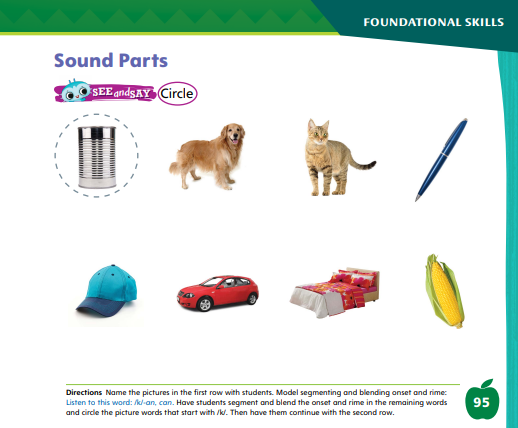 FOUNDATIONAL SKILLS
Sound Parts
SEE and SAY Circle
Directions Name the pictures in the first row with students. Model segmenting and blending onset and rime:
Listen to this word: /k/-an, can. Have students segment and blend the onset and rime in the remaining words
and circle the picture words that start with /k/. Then have them continue with the second row.
95